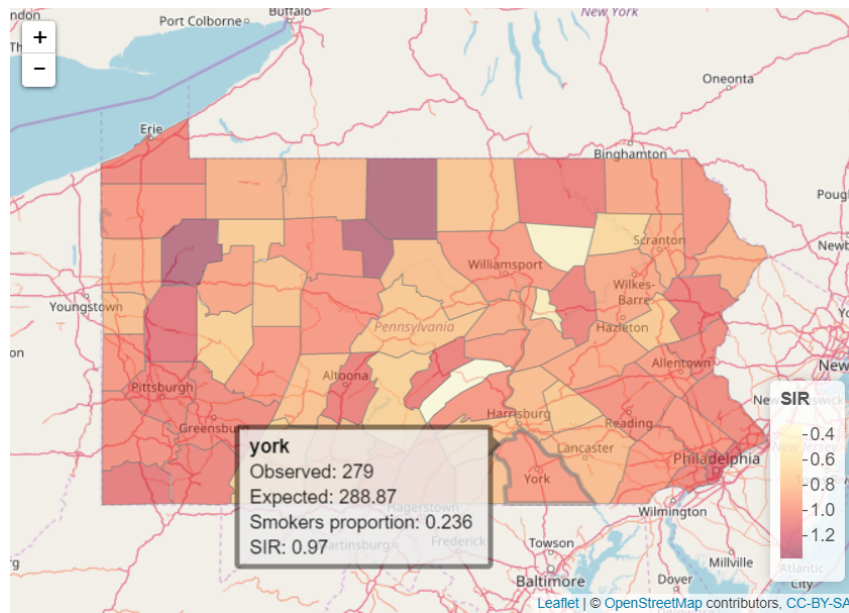 Buffalo
Port Colborne
New York
+
−
Oneonta
Erie
Binghamton
Scranton
Williamsport
Wilkes-
Barre
Youngstown
Pennsylvania
Hazleton
Altoona
Allentown
Pittsburgh
Greensburg
Harrisburg
Reading
Lancaster
York
Philadelphia
Wilmington
york
Observed: 279
Expected: 288.87
Smokers proportion: 0.236
SIR: 0.97
Hagerstown
Martinsburg
Frederick
Towson
Baltimore
Dover
Millville
Atlantic
City
SIR
0.4
0.6
0.8
1.0
1.2
Leaflet | © OpenStreetMap contributors, CC-BY-SA